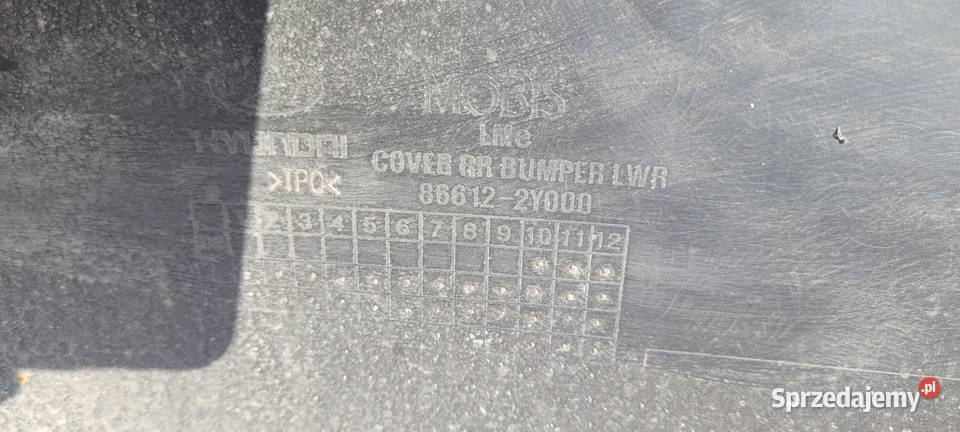 MOBIS
HYUNDAI
LMe
COVER RR BUMPER LWR
>TPO<
86612-2Y000
2 3 4 5 6 7 8 9 10 11 12
Sprzedajemy.pl